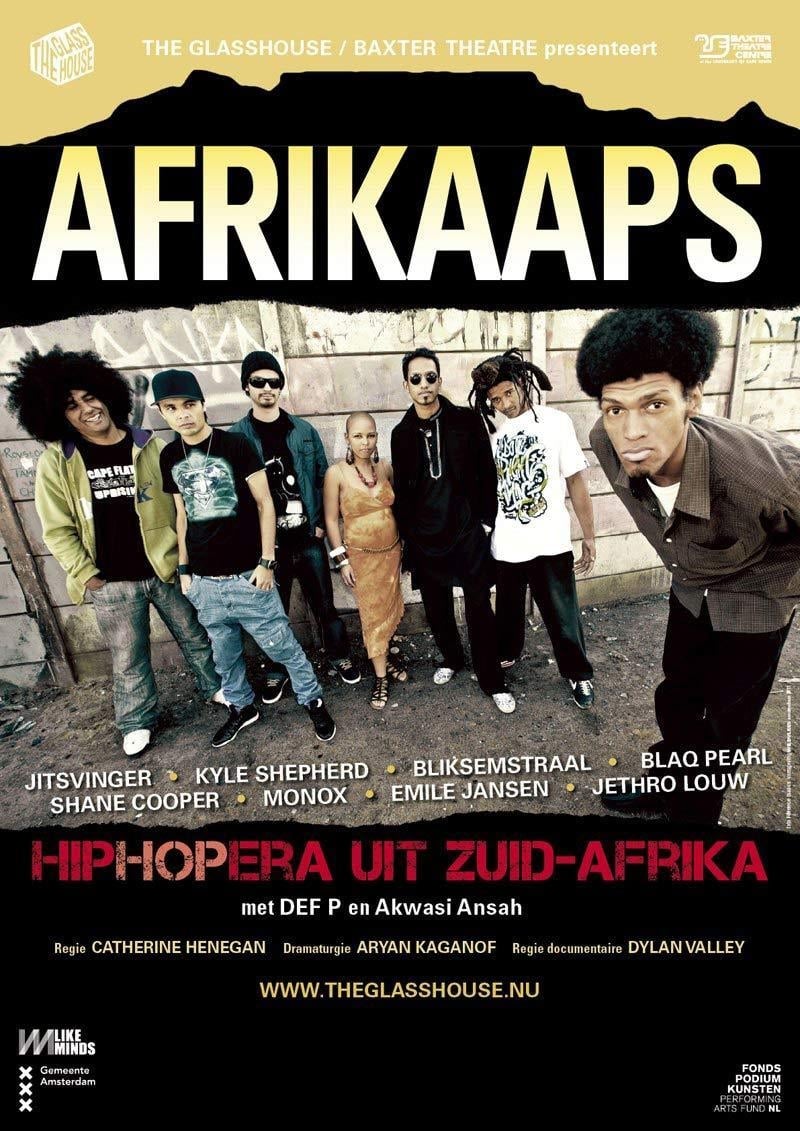 THE GLASS HOUSE
THE GLASSHOUSE / BAXTER THEATRE presenteert
BAXTER
THEATRE
CENTRE
AFRIKAAPS
CAPE FLAT
UPRISIN
JITSVINGER • KYLE SHEPHERD • BLIKSEMSTRAAL • BLAQ PEARL
SHANE COOPER • MONOX • EMILE JANSEN • JETHRO LOUW
HIPHOPERA UIT ZUID-AFRIKA
met DEF P en Akwasi Ansah
Regie CATHERINE HENEGAN Dramaturgie ARYAN KAGANOF Regie documentaire DYLAN VALLEY
WWW.THEGLASSHOUSE.NU
LIKE
MINDS
Gemeente
Amsterdam
FONDS
PODIUM
KUNSTEN
PERFORMING
ARTS FUND NL